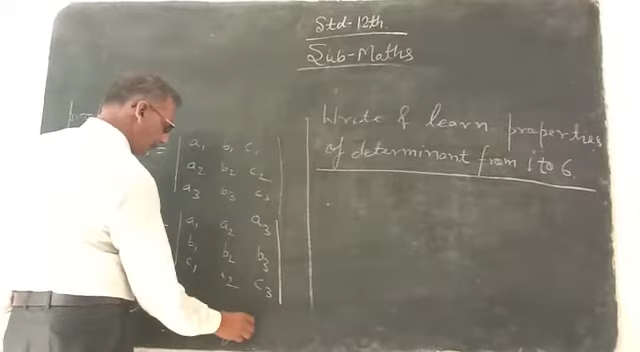 Std-12th
Sub-Maths
Write & learn properties
of determinant from 1 to 6
= | a₁ b₁ c₁ |
| a₂ b₂ c₂ |
| a₃ b₃ c₃ |
| a₁ a₂ a₃ |
| b₁ b₂ b₃ |
| c₁ c₂ c₃ |